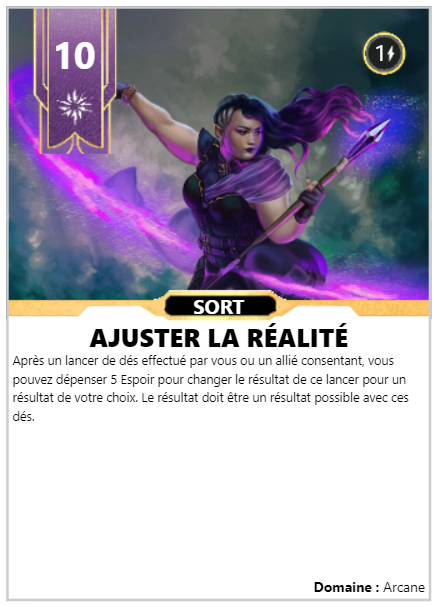 10
1
SORT
AJUSTER LA RÉALITÉ
Après un lancer de dés effectué par vous ou un allié consentant, vous
pouvez dépenser 5 Espoir pour changer le résultat de ce lancer pour un
résultat de votre choix. Le résultat doit être un résultat possible avec ces
dés.
Domaine : Arcane